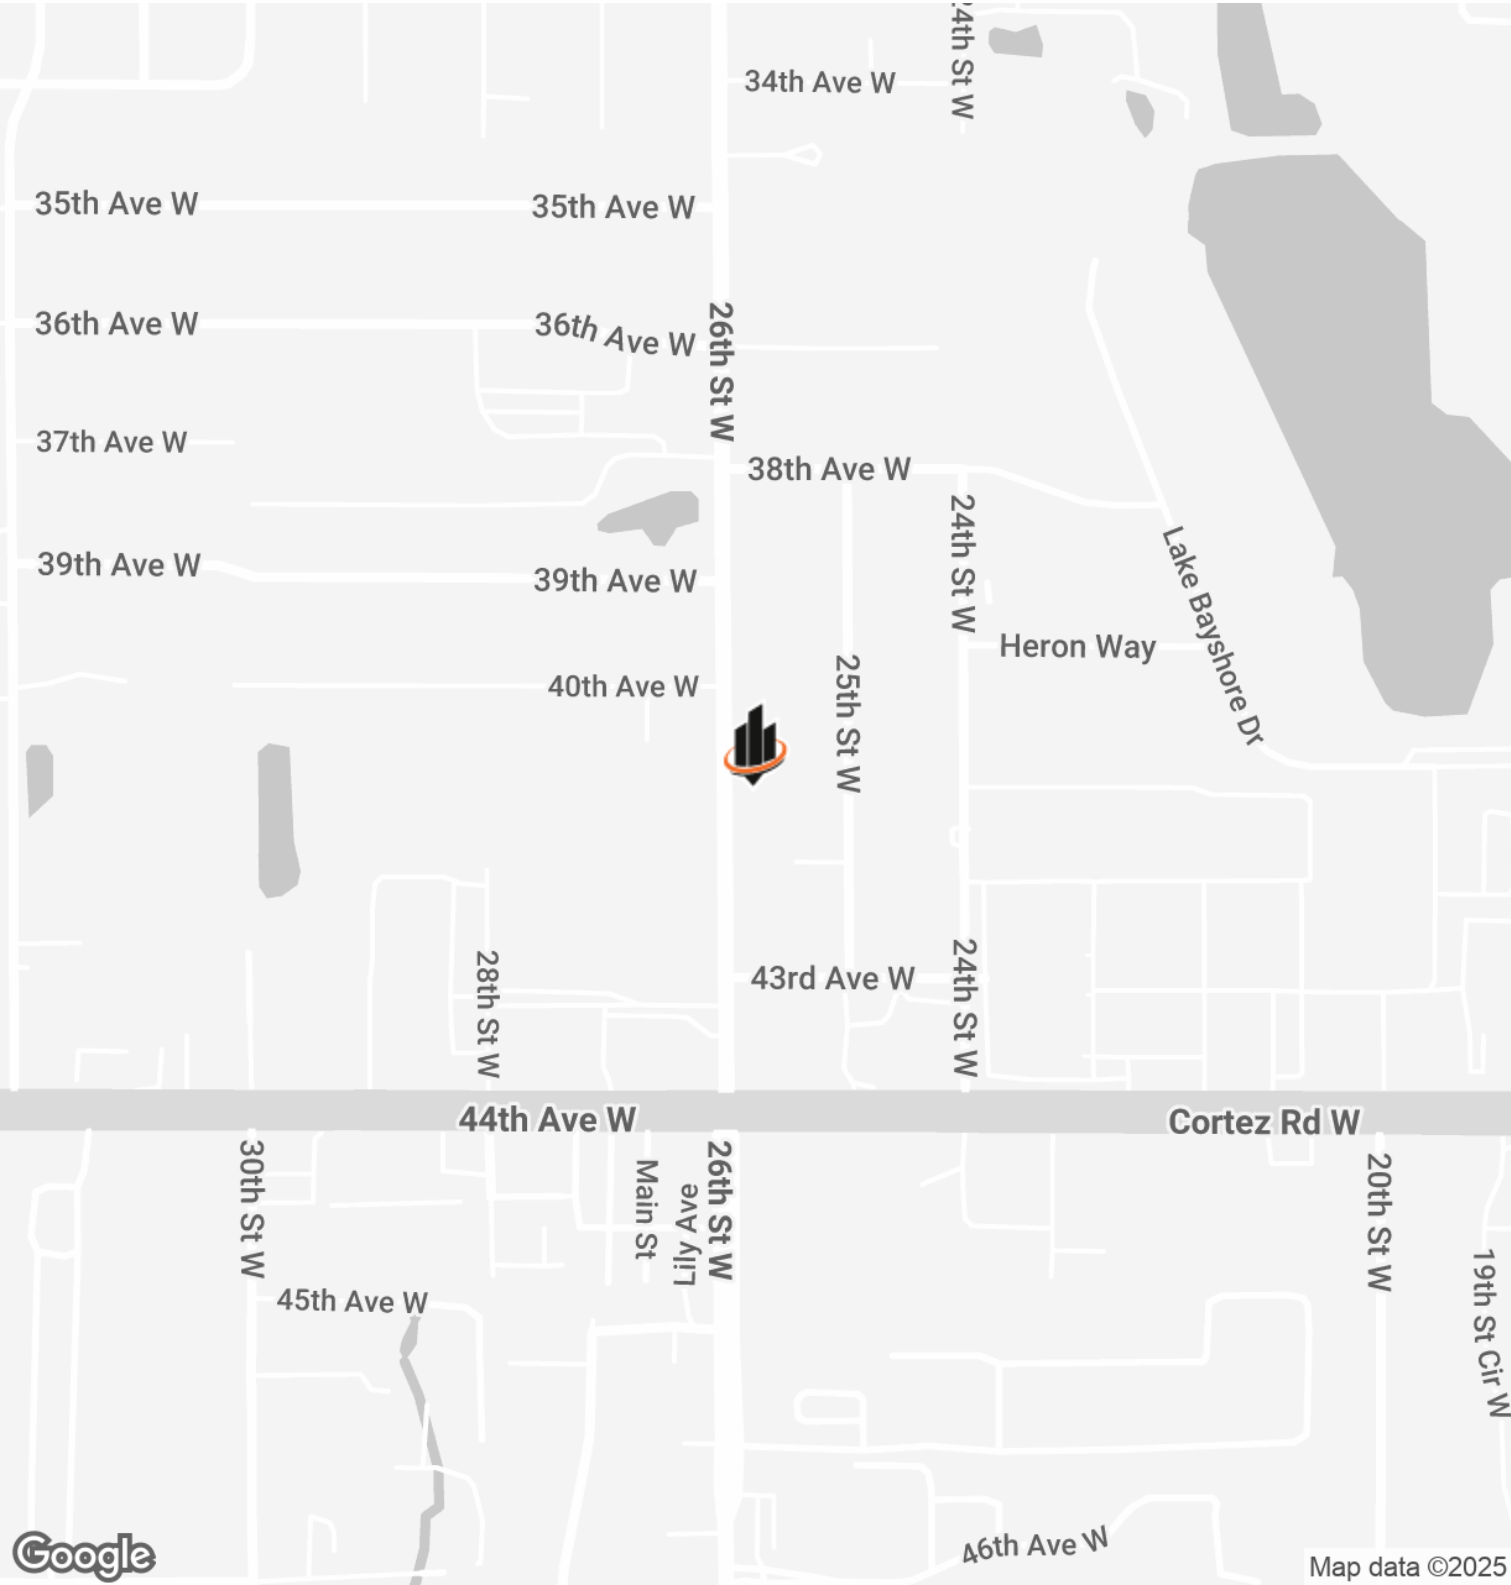 24th St W
34th Ave W
35th Ave W
35th Ave W
36th Ave W
36th Ave W
26th St W
37th Ave W
38th Ave W
24th St W
39th Ave W
39th Ave W
Lake Bayshore Dr
Heron Way
25th St W
40th Ave W
28th St W
43rd Ave W
24th St W
44th Ave W
Cortez Rd W
30th St W
Main St
Lily Ave
26th St W
20th St W
19th St Cir W
45th Ave W
46th Ave W
Google
Map data ©2025